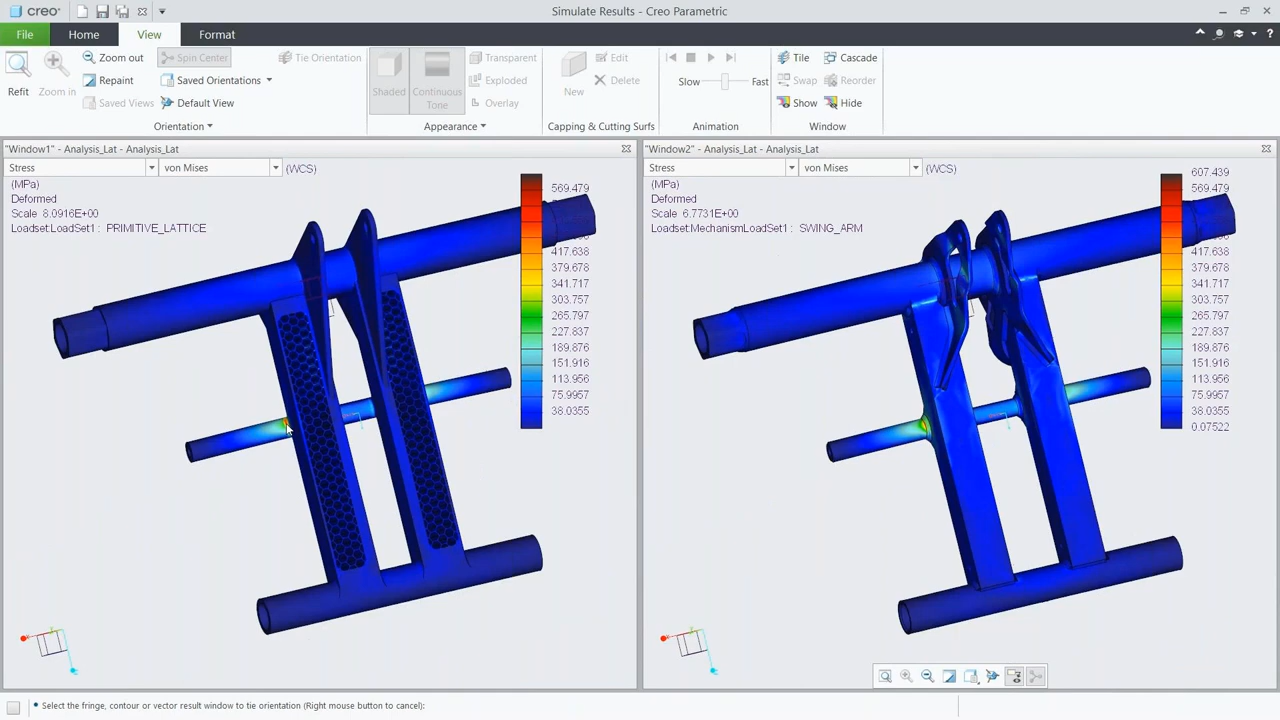 creo®
Simulate Results - Creo Parametric
File Home View Format
Refit
Zoom in
Zoom out
Repaint
Saved Views
Spin Center
Saved Orientations
Default View
Tie Orientation
Orientation
Shaded
Continuous Tone
Transparent
Exploded
Overlay
Appearance
New
Edit
Delete
Capping & Cutting Surfs
Slow Fast
Animation
Tile Cascade
Swap Reorder
Show Hide
Window
"Window1" - Analysis_Lat - Analysis_Lat
Stress von Mises (WCS)
(MPa)
Deformed
Scale 8.0916E+00
Loadset:LoadSet1 : PRIMITIVE_LATTICE
569.479
417.638
379.678
341.717
303.757
265.797
227.837
189.876
151.916
113.956
75.9957
38.0355
"Window2" - Analysis_Lat - Analysis_Lat
Stress von Mises (WCS)
(MPa)
Deformed
Scale 6.7731E+00
Loadset:MechanismLoadSet1 : SWING_ARM
607.439
569.479
417.638
379.678
341.717
303.757
265.797
227.837
189.876
151.916
113.956
75.9957
38.0355
0.07522
Select the fringe, contour or vector result window to tie orientation (Right mouse button to cancel):